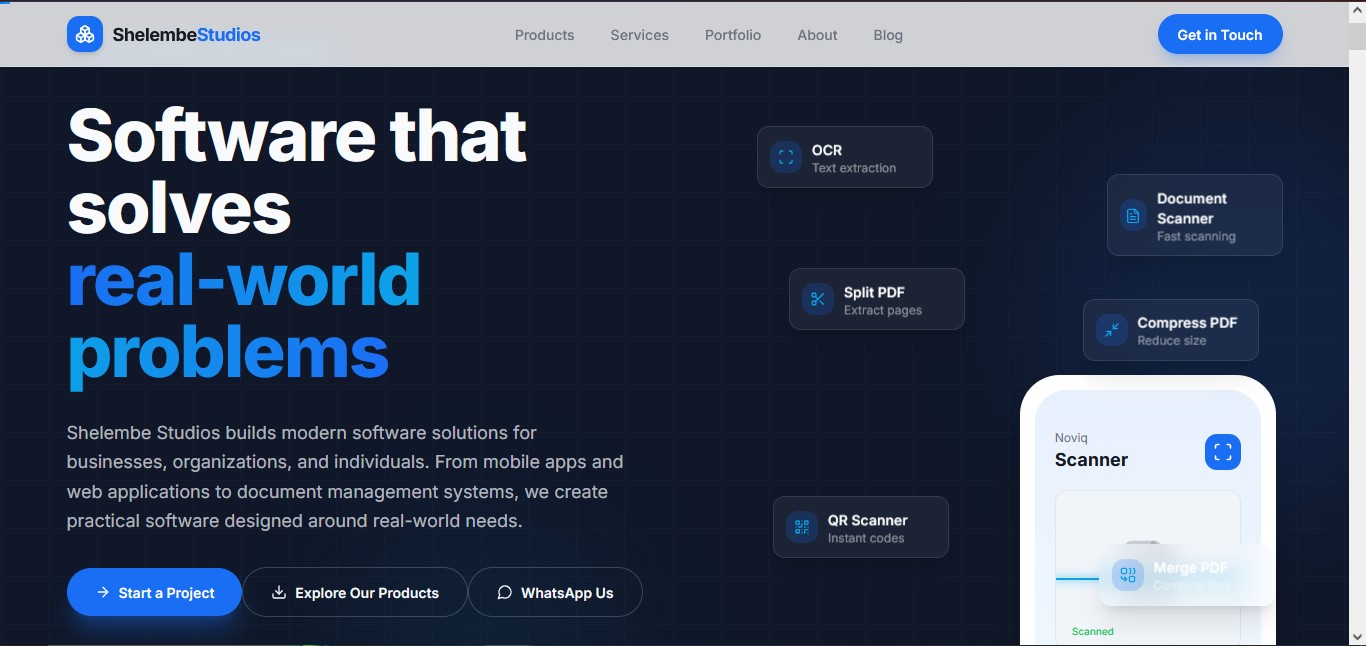 ShelembeStudios
Products
Services
Portfolio
About
Blog
Get in Touch
Software that
solves
real-world
problems
Shelembe Studios builds modern software solutions for
businesses, organizations, and individuals. From mobile apps and
web applications to document management systems, we create
practical software designed around real-world needs.
Start a Project
Explore Our Products
WhatsApp Us
OCR
Text extraction
Document
Scanner
Fast scanning
Split PDF
Extract pages
Compress PDF
Reduce size
QR Scanner
Instant codes
Noviq
Scanner
Merge PDF
Combine files
Scanned